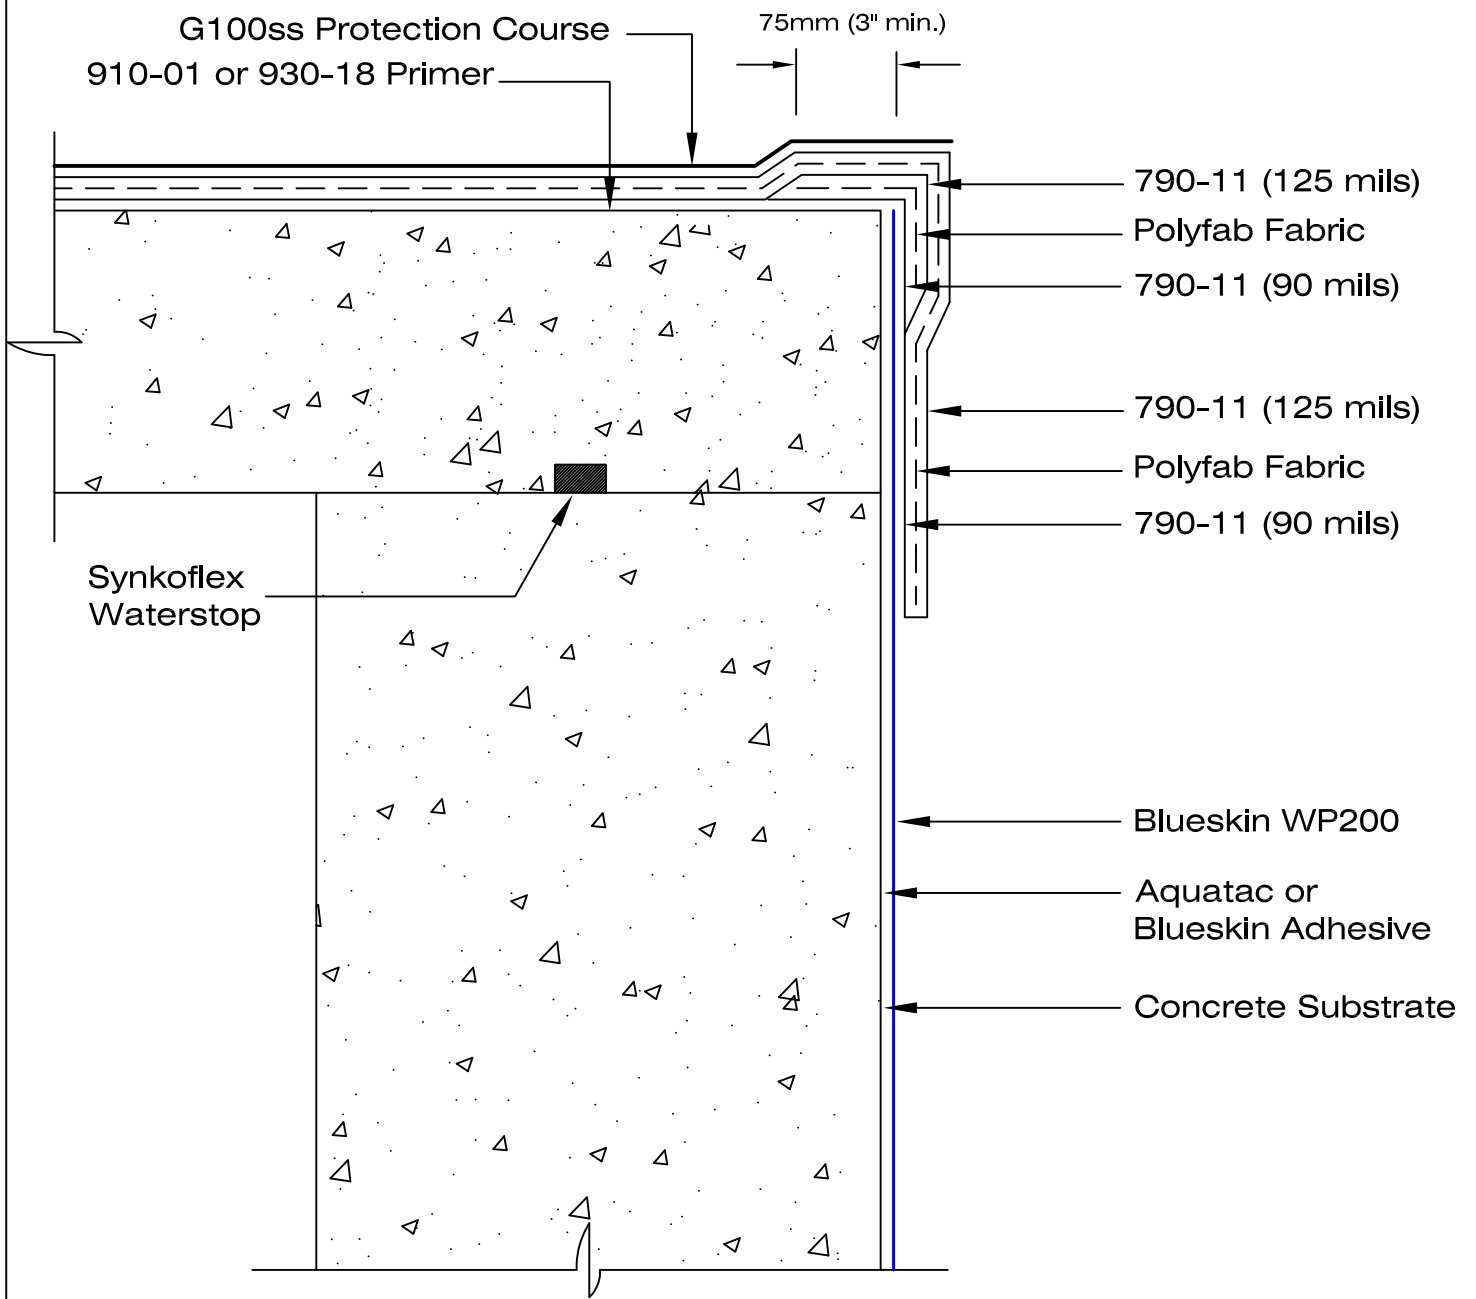 75mm (3" min.)
G100ss Protection Course
910-01 or 930-18 Primer
790-11 (125 mils)
Polyfab Fabric
790-11 (90 mils)
790-11 (125 mils)
Polyfab Fabric
790-11 (90 mils)
Synkoflex
Waterstop
Blueskin WP200
Aquatac or
Blueskin Adhesive
Concrete Substrate